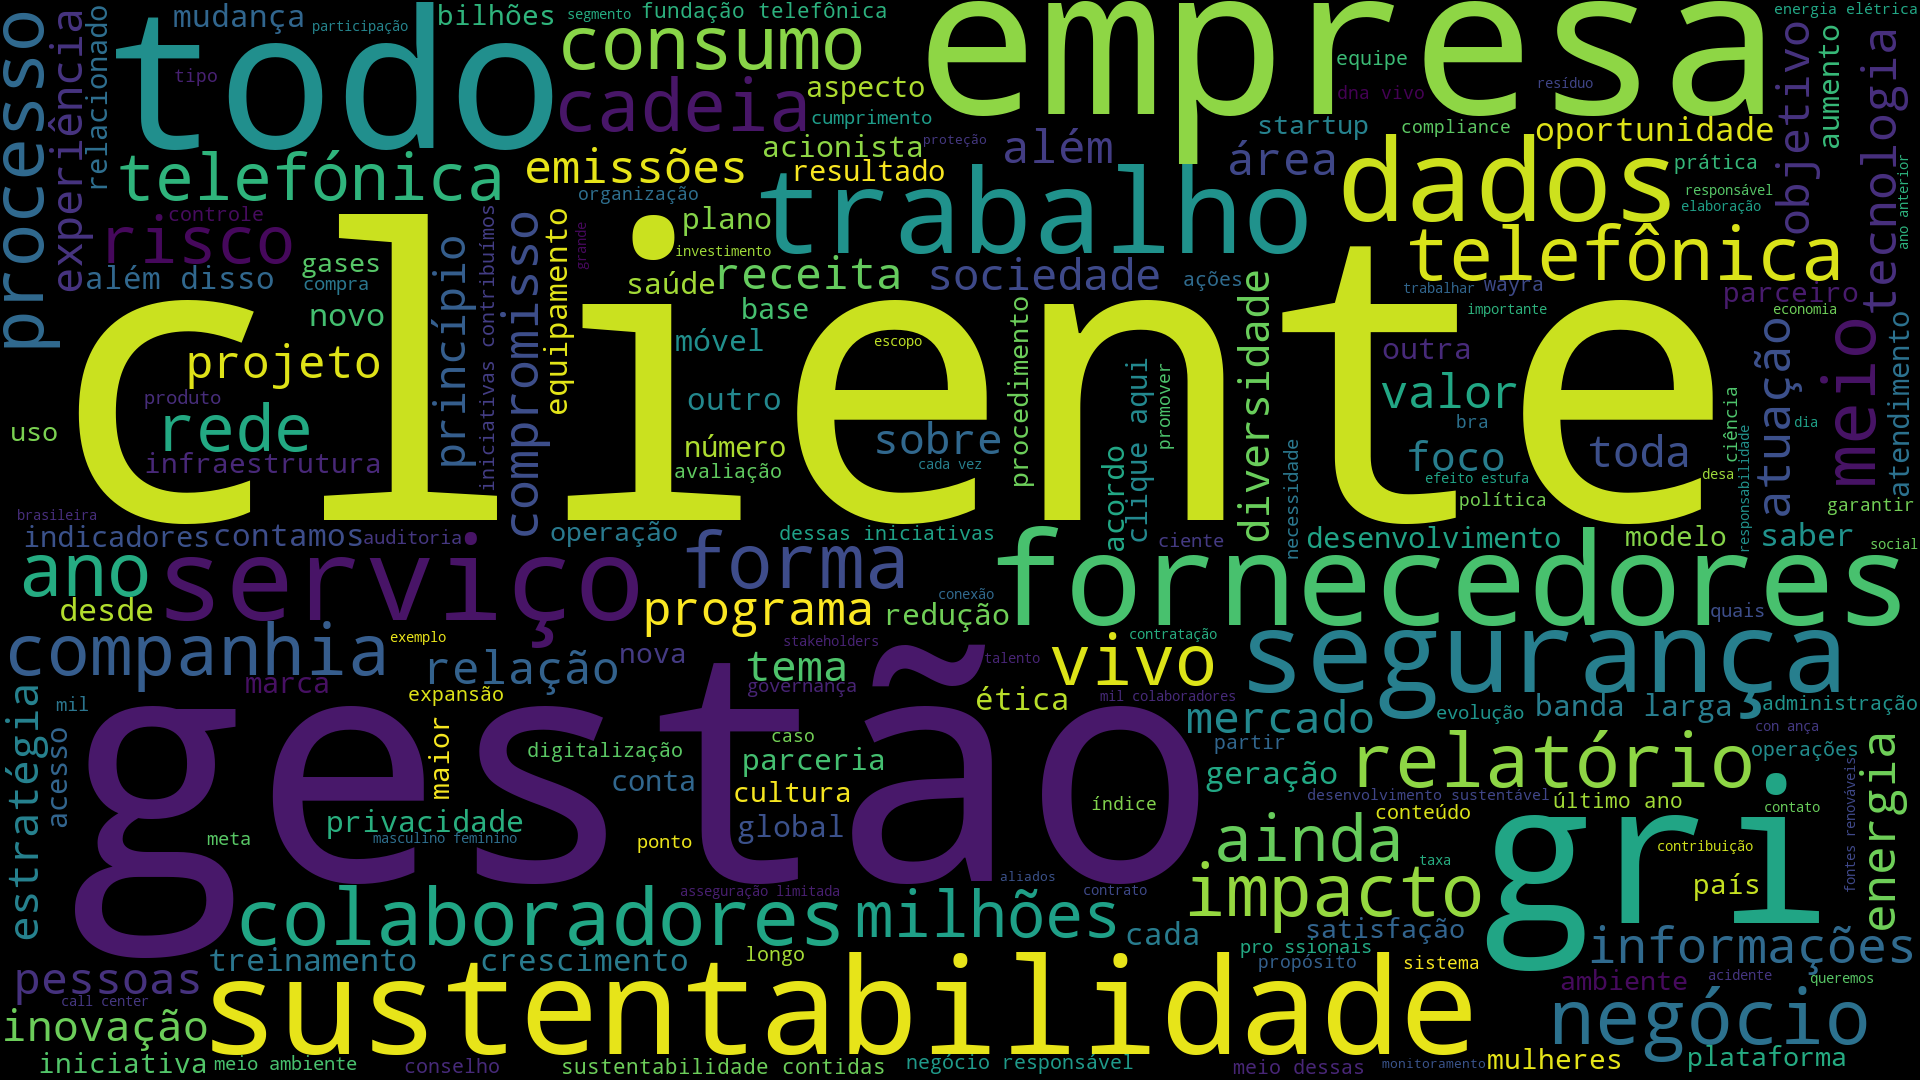 processo
experiência
relacionado
mudança
participação
tipo
todo
bilhões
segmento
fundação telefônica
consumo
cadeia
aspecto
cumprimento
empresa
equipe
dna vivo
resíduo
energia elétrica
objetivo
aumento
tecnologia
ano anterior
telefónica
emissões
organização
acionista
resultado
proteção
além
trabalho
área
startup
compliance
oportunidade
prática
responsável
elaboração
dados
telefônica
risco
controle
além disso
gases
compra
novo
projeto
produto
rede
uso
infraestrutura
princípio
iniciativas contribuímos
compromisso
equipamento
grande
plano
investimento
saúde
receita
base
móvel
outro
número
avaliação
escopo
sociedade
ações
sobre
cada vez
procedimento
acordo
clique aqui
promover
diversidade
necessidade
trabalhar
wayra
importante
outra
valor
bra
foco
efeito estufa
política
toda
parceiro
economia
atuação
meio
atendimento
ciência
responsabilidade
dia
desa
garantir
cliente
brasileira
indicadores
contamos
auditoria
operação
dessas iniciativas
ciente
desenvolvimento
modelo
saber
social
ano
desde
serviço
forma
programa
redução
conexão
fornecedores
quais
companhia
exemplo
relação
nova
marca
expansão
tema
stakeholders
governança
talento
ética
vivo
contratação
mil colaboradores
segurança
mercado
partir
evolução
banda larga
administração
con ança
operações
estratégia
mil
acesso
maior
digitalização
conta
caso
parceria
cultura
global
índice
geração
relatório
desenvolvimento sustentável
conteúdo
último ano
contato
fontes renováveis
energia
gestão
privacidade
masculino feminino
meta
ponto
ainda
taxa
impacto
gri
contribuição
país
aliados
contrato
asseguração limitada
colaboradores
milhões
cada
satisfação
pro ssionais
propósito
sistema
informações
ambiente
acidente
queremos
pessoas
call center
treinamento
crescimento
longo
inovação
iniciativa
meio ambiente
sustentabilidade
conselho
sustentabilidade contidas
negócio responsável
meio dessas
monitoramento
mulheres
negócio
plataforma